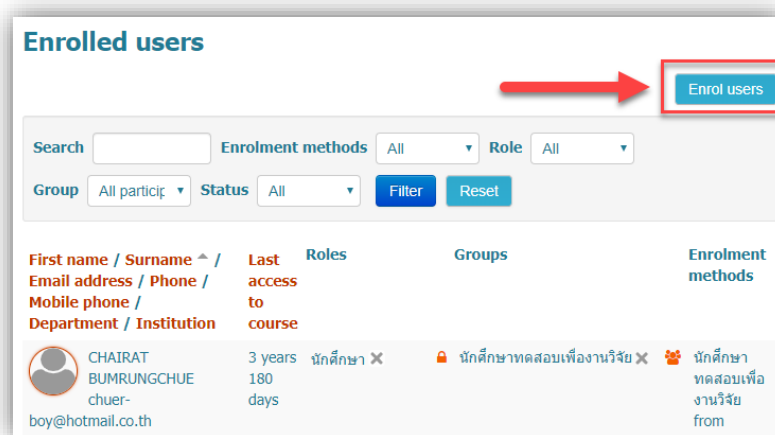 Enrolled users
Enrol users
Search Enrolment methods All Role All
Group All particip Status All Filter Reset
First name / Surname / Email address / Phone / Mobile phone / Department / Institution
Last access to course
Roles
Groups
Enrolment methods
CHAIRAT
BUMRUNGCHUE
chuer-
boy@hotmail.co.th
3 years
180
days
นักศึกษา
นักศึกษาทดสอบเพื่องานวิจัย
นักศึกษา
ทดสอบเพื่อ
งานวิจัย
from